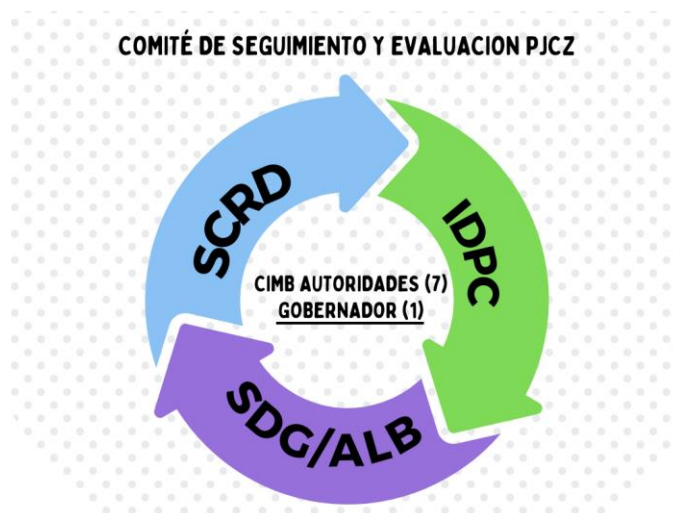 COMITÉ DE SEGUIMIENTO Y EVALUACION PJCZ
SCRD
IDPC
CIMB AUTORIDADES (7)
GOBERNADOR (1)
SDG/ALB